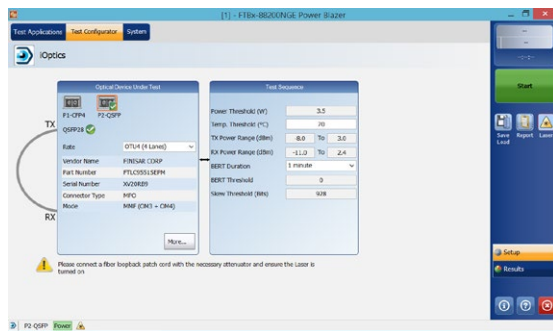 [1] - FTBx-88200NGE Power Blazer
Test Applications
Test Configurator
System
iOptics
Optical Device Under Test
P1-CFP4
P2-QSFP
QSFP28
TX
Rate
OTU4 (4 Lanes)
Vendor Name
FINISAR CORP
Part Number
Serial Number
Connector Type
MPO
Mode
MMF (OM3 + OM4)
RX
More...
Test Sequence
Power Threshold (W)
3.5
Temp. Threshold (°C)
70
TX Power Range (dBm)
-8.0 To 3.0
RX Power Range (dBm)
-11.0 To 2.4
BERT Duration
1 minute
BERT Threshold
0
Skew Threshold (Bits)
928
Please connect a fiber loopback patch cord with the necessary attenuator and ensure the Laser is
turned on
--
--
-:-:-
Start
Save
Load
Report
Laser
Setup
Results
P2-QSFP
Power